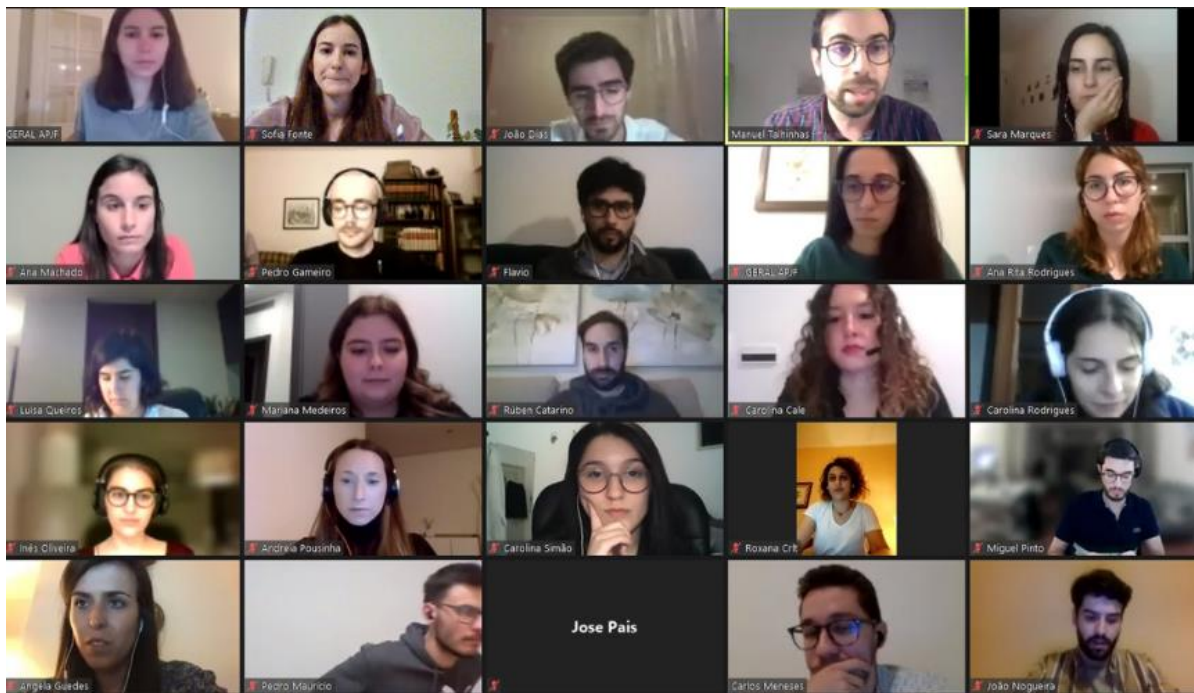 GERAL AP/F
Sofia Fonte
João Dias
Manuel Talhinhas
Sara Marques
Ana Machado
Pedro Gameiro
Flavio
GERAL AP/F
Ana Rita Rodrigues
Luisa Queiros
Mariana Medeiros
Rúben Catarino
Carolina Cale
Carolina Rodrigues
Inês Oliveira
Andreia Pousinha
Carolina Simão
Roxana Crlt
Miguel Pinto
Angela Guedes
Pedro Mauricio
Jose Pais
Carlos Meneses
João Nogueira